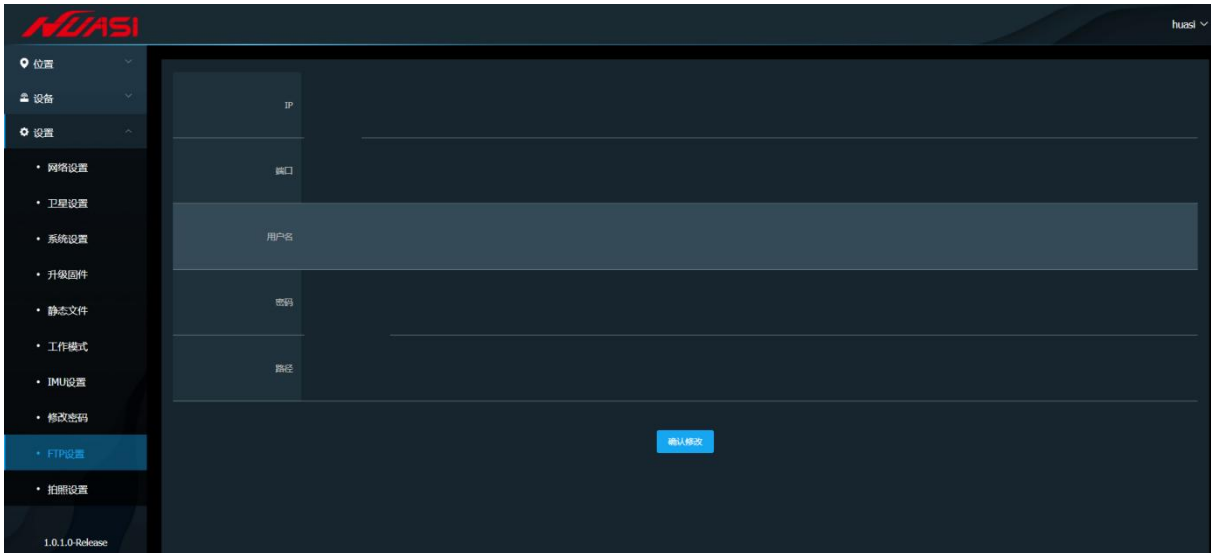 HUASI
huasi
位置
设备
设置
• 网络设置
• 卫星设置
• 系统设置
• 升级固件
• 静态文件
• 工作模式
• IMU设置
• 修改密码
• FTP设置
• 拍照设置
1.0.1.0-Release
IP
端口
用户名
密码
路径
确认修改